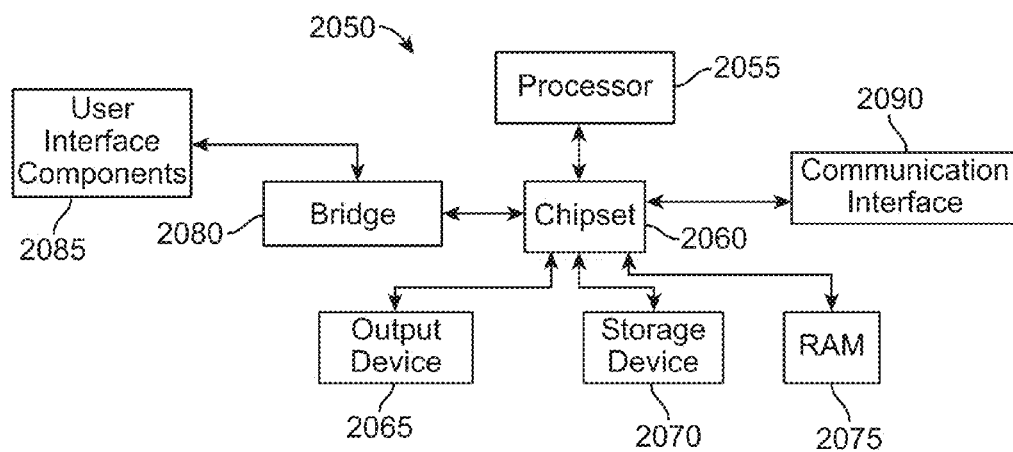 2050
Processor
2055
User
Interface
Components
2085
2090
Communication
Interface
Bridge
2080
Chipset
2060
Output
Device
2065
Storage
Device
2070
RAM
2075